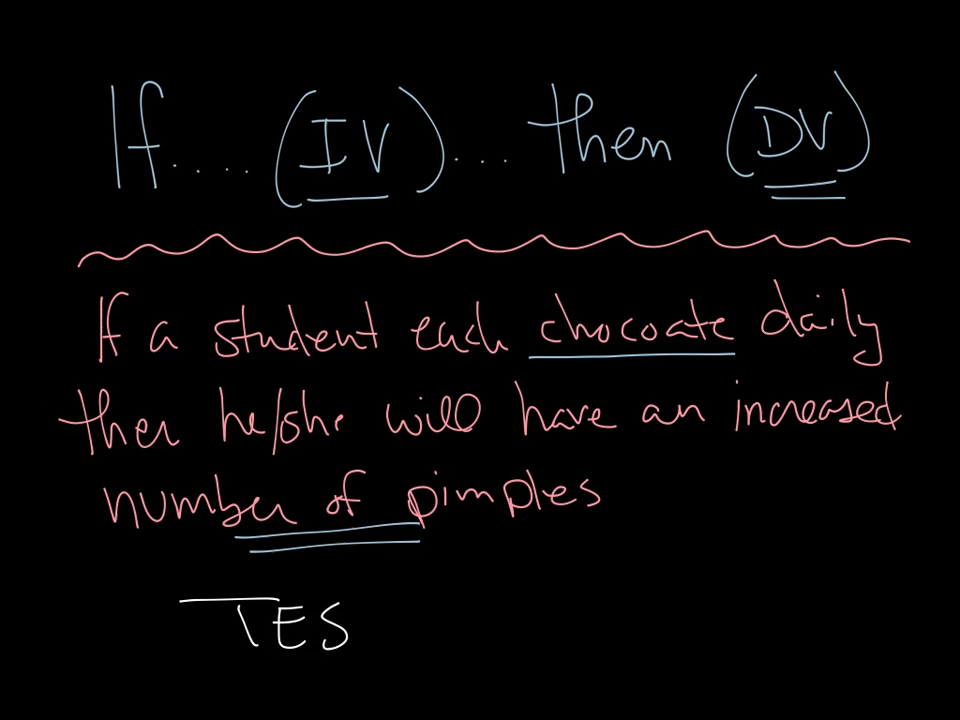 If.... (IV)... then (DV)
If a student each chocoate daily
then he/she will have an increased
number of pimples
TES